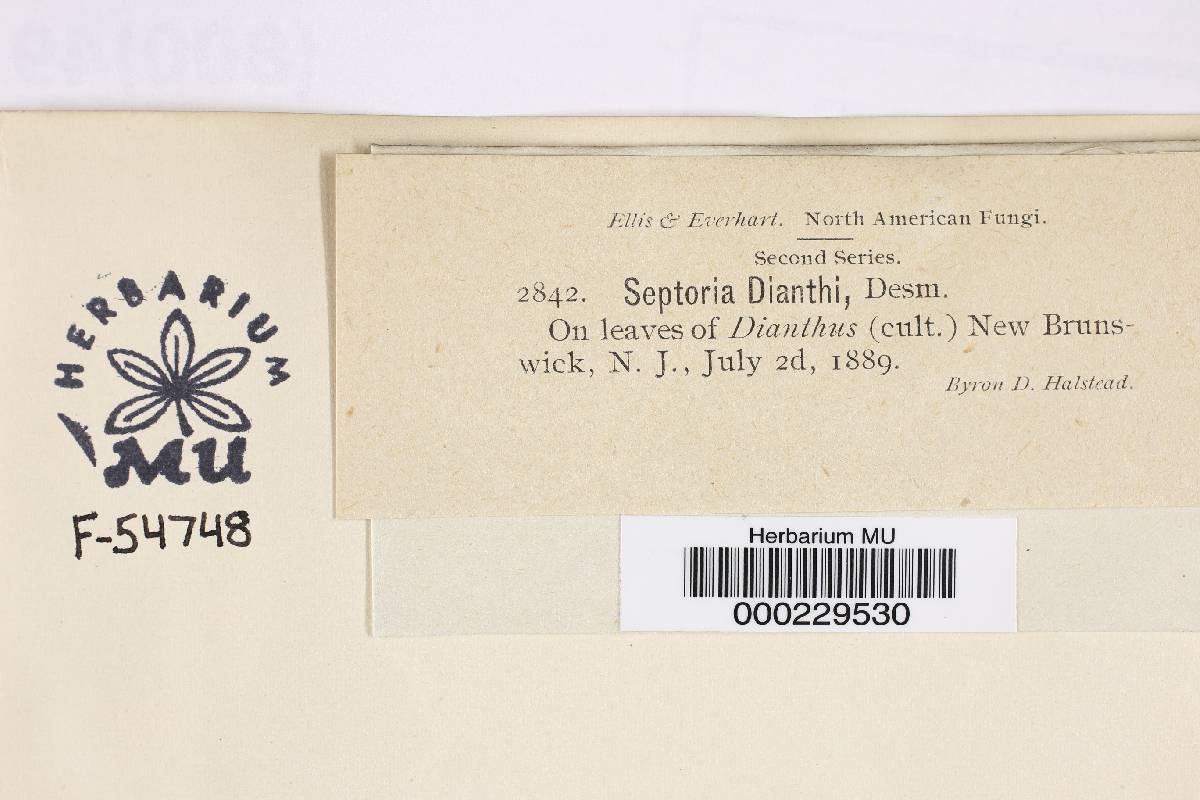 Ellis & Everhart. North American Fungi.
Second Series.
2842. Septoria Dianthi, Desm.
On leaves of Dianthus (cult.) New Bruns-
wick, N. J., July 2d, 1889.
Byron D. Halstead.
HERBARIUM
MU
F-54748
Herbarium MU
000229530